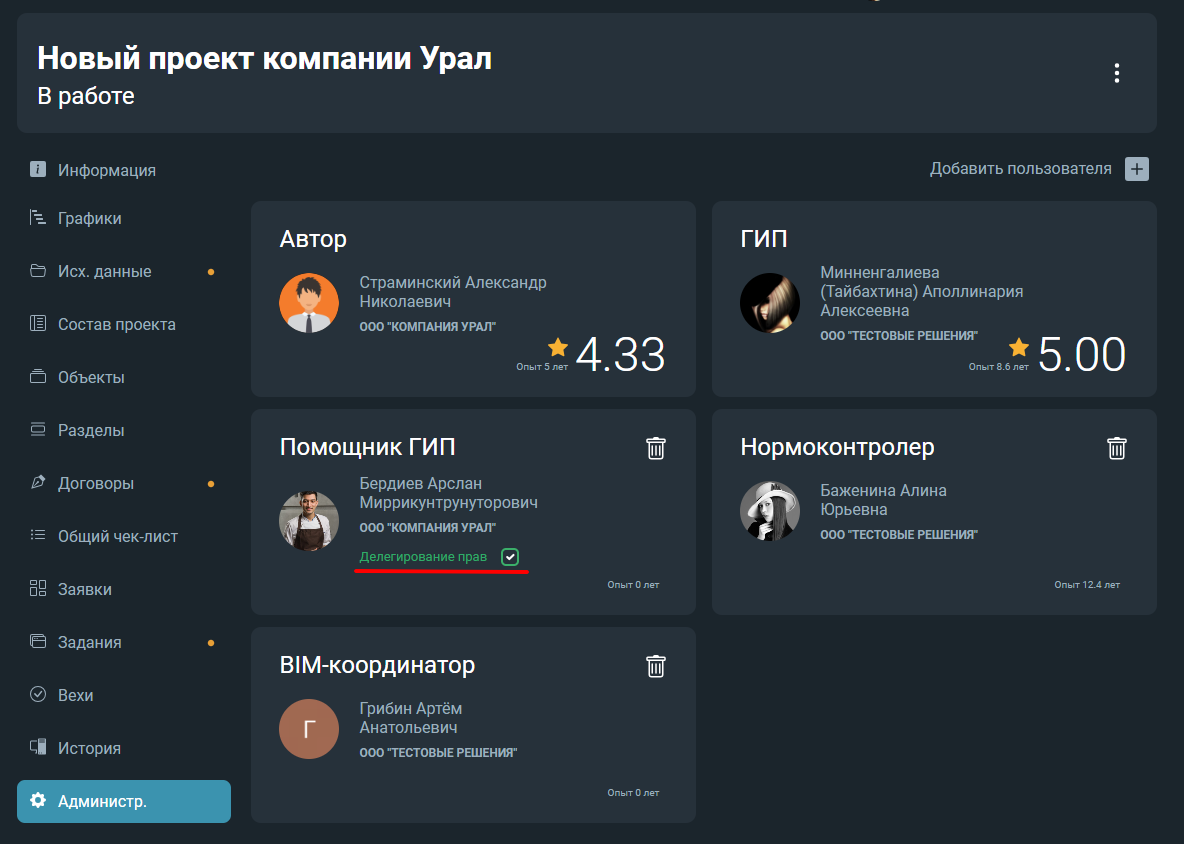 Новый проект компании Урал
В работе
Информация
Графики
Исх. данные
Состав проекта
Объекты
Разделы
Договоры
Общий чек-лист
Заявки
Задания
Вехи
История
Администр.
Добавить пользователя
Автор
Страминский Александр
Николаевич
ООО "КОМПАНИЯ УРАЛ"
Опыт 5 лет
4.33
ГИП
Минненгалиева
(Тайбахтина) Аполлинария
Алексеевна
ООО "ТЕСТОВЫЕ РЕШЕНИЯ"
Опыт 8.6 лет
5.00
Помощник ГИП
Бердиев Арслан
Миррикунтрунуторович
ООО "КОМПАНИЯ УРАЛ"
Делегирование прав
Опыт 0 лет
Нормоконтролер
Баженина Алина
Юрьевна
ООО "ТЕСТОВЫЕ РЕШЕНИЯ"
Опыт 12.4 лет
BIM-координатор
Г
Грибин Артём
Анатольевич
ООО "ТЕСТОВЫЕ РЕШЕНИЯ"
Опыт 0 лет